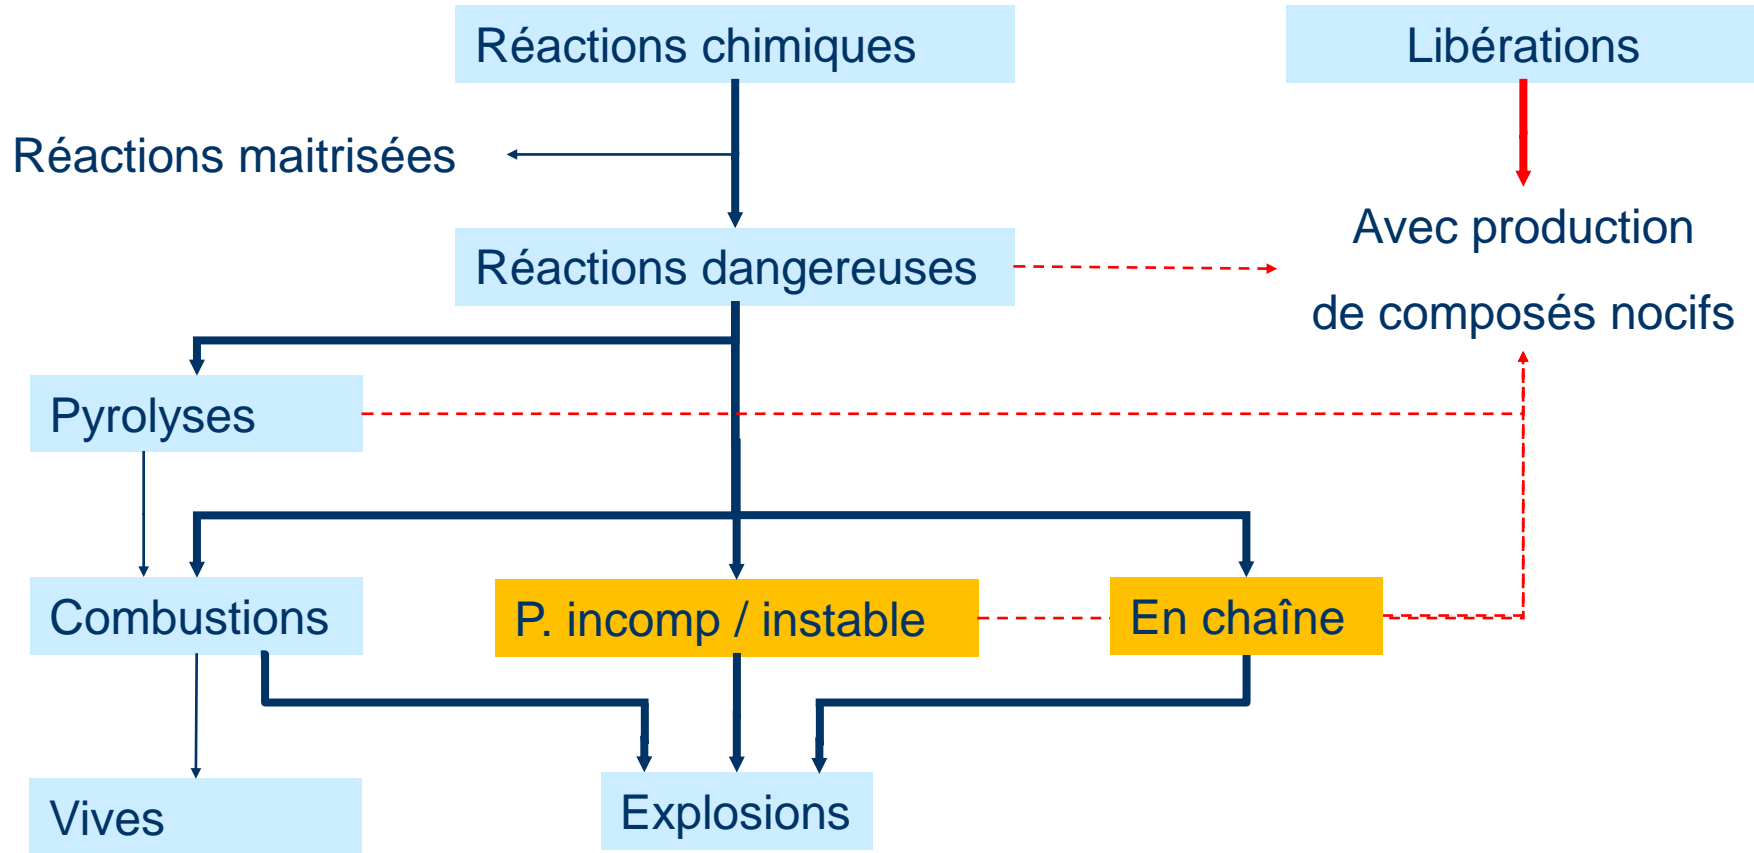 Réactions chimiques
Libérations
Réactions maitrisées
Avec production
de composés nocifs
Réactions dangereuses
Pyrolyses
Combustions
P. incomp / instable
En chaîne
Vives
Explosions